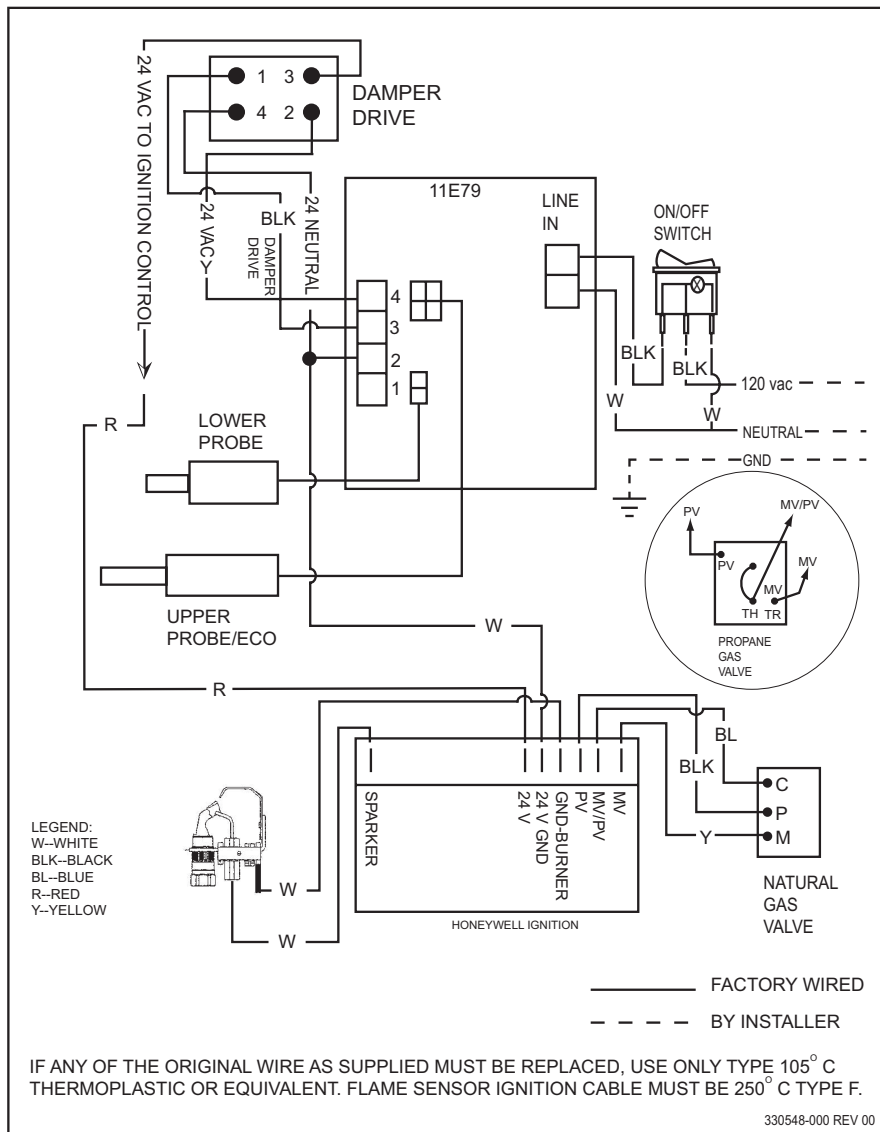 24 VAC TO IGNITION CONTROL
1 3
4 2
DAMPER
DRIVE
24 VAC
Y
BLK
DAMPER
DRIVE
24 NEUTRAL
11E79
LINE
IN
ON/OFF
SWITCH
4
3
2
1
BLK
BLK
W
W
120 vac
NEUTRAL
GND
R
LOWER
PROBE
UPPER
PROBE/ECO
PV
MV/PV
MV
PV
MV
TH TR
PROPANE
GAS
VALVE
W
R
SPARKER
24 V
24 V GND
GND-BURNER
PV
MV/PV
MV
HONEYWELL IGNITION
BL
BLK
Y
C
P
M
NATURAL
GAS
VALVE
W
W
LEGEND:
W--WHITE
BLK--BLACK
BL--BLUE
R--RED
Y--YELLOW
FACTORY WIRED
BY INSTALLER
IF ANY OF THE ORIGINAL WIRE AS SUPPLIED MUST BE REPLACED, USE ONLY TYPE 105° C
THERMOPLASTIC OR EQUIVALENT. FLAME SENSOR IGNITION CABLE MUST BE 250° C TYPE F.
330548-000 REV 00